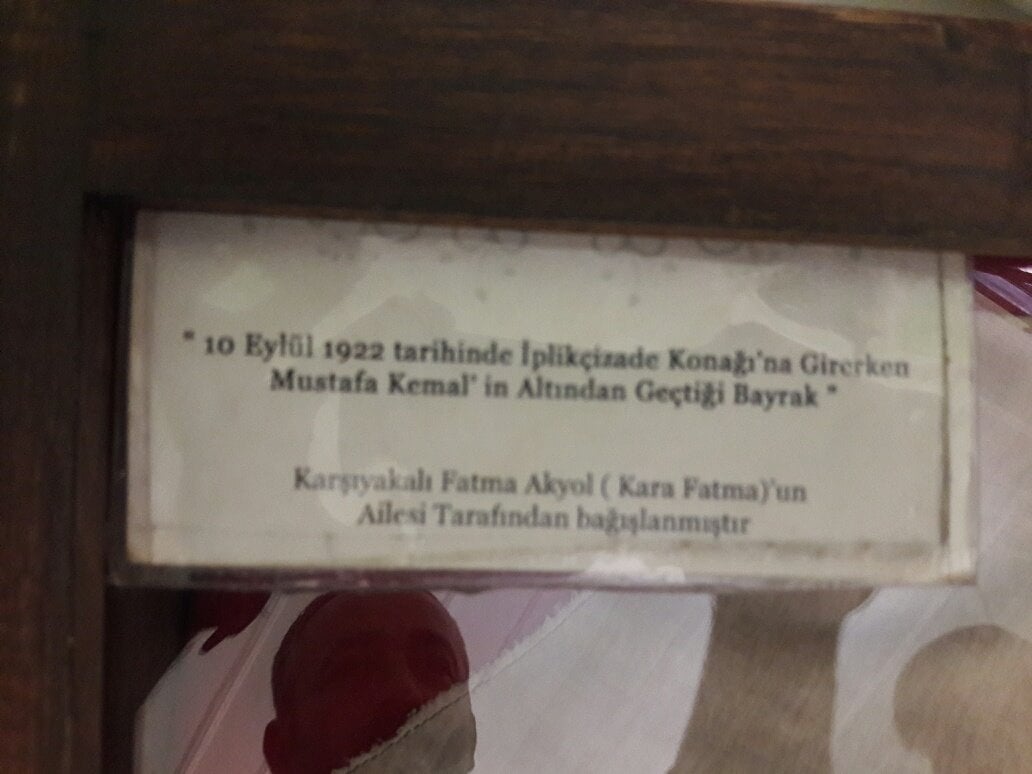 " 10 Eylül 1922 tarihinde İplikçizade Konağı'na Girerken
Mustafa Kemal' in Altından Geçtiği Bayrak "
Karşıyakalı Fatma Akyol ( Kara Fatma)'un
Ailesi Tarafından bağışlanmıştır